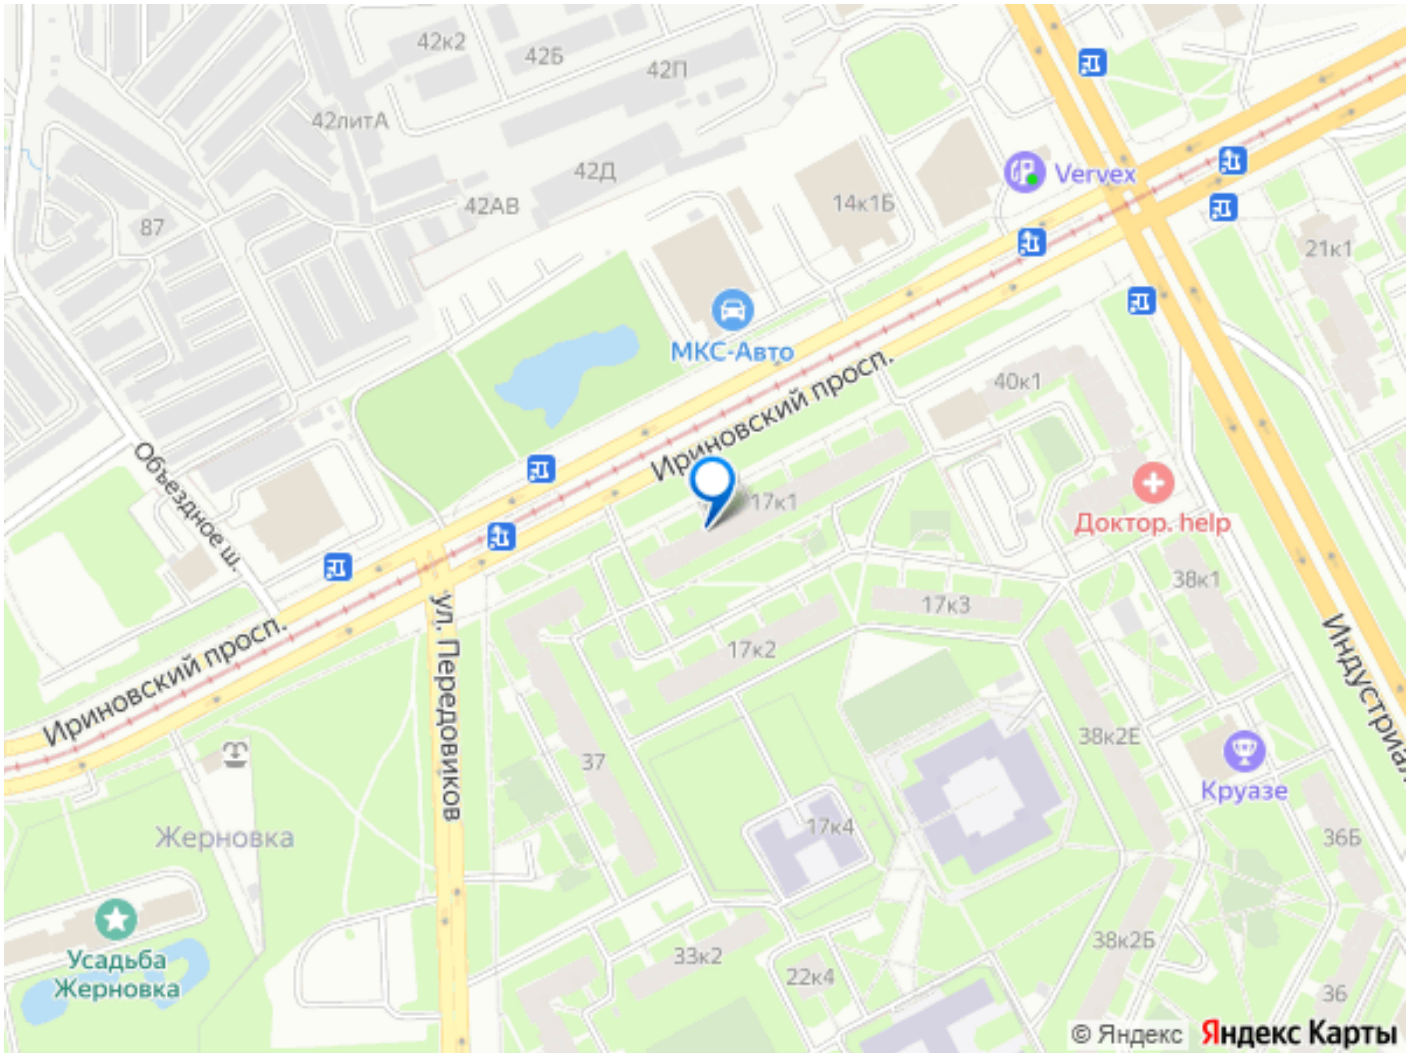 42к2
42Б
42П
42литА
42Д
Vervex
42АВ
14к1Б
87
21к1
МКС-Авто
40к1
Ириновский просп.
Объездное ш.
17к1
Доктор. help
38к1
17к3
ул. Передовиков
17к2
Ириновский просп.
Индустриал
38к2Е
37
Круазе
17к4
Жерновка
36Б
Усадьба
Жерновка
38к2Б
33к2
22к4
36
© Яндекс Яндекс Карты